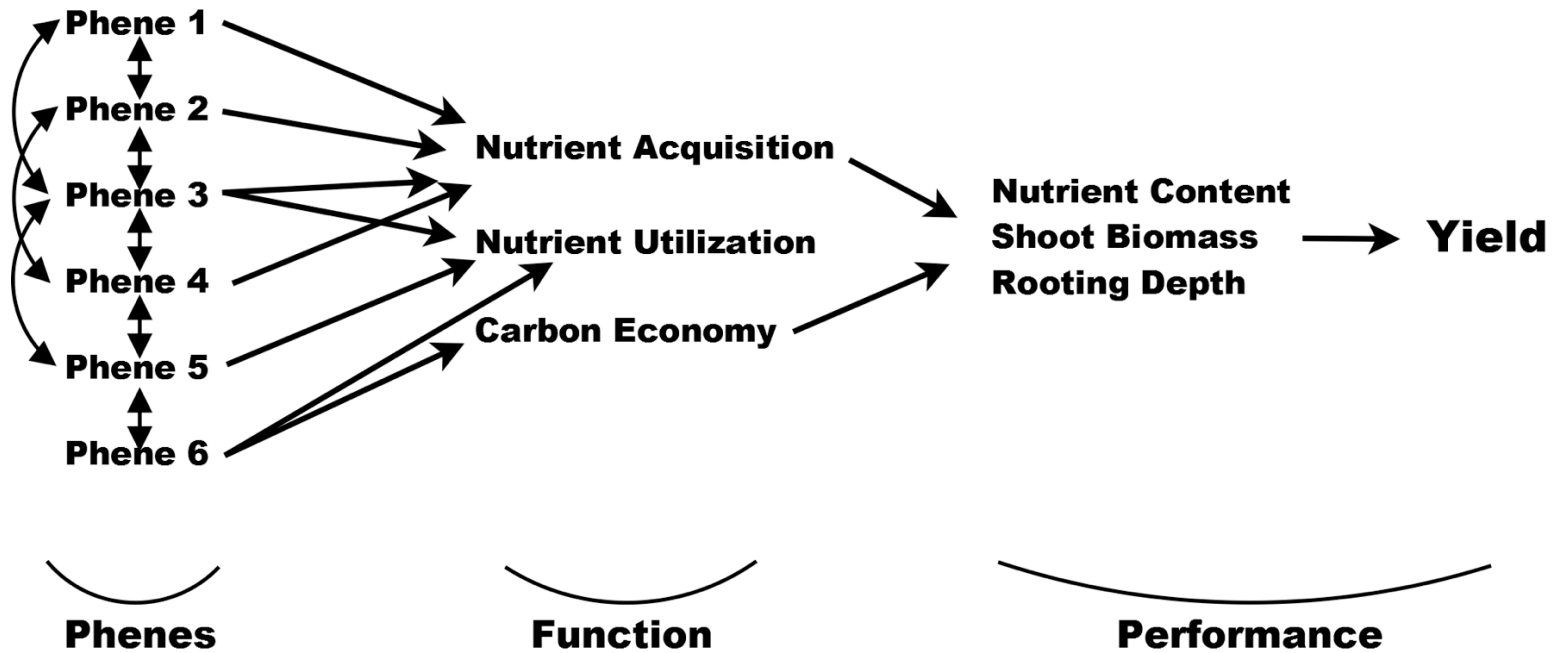 Phene 1
Phene 2
Phene 3
Phene 4
Phene 5
Phene 6
Nutrient Acquisition
Nutrient Utilization
Carbon Economy
Nutrient Content
Shoot Biomass
Rooting Depth
Yield
Phenes
Function
Performance